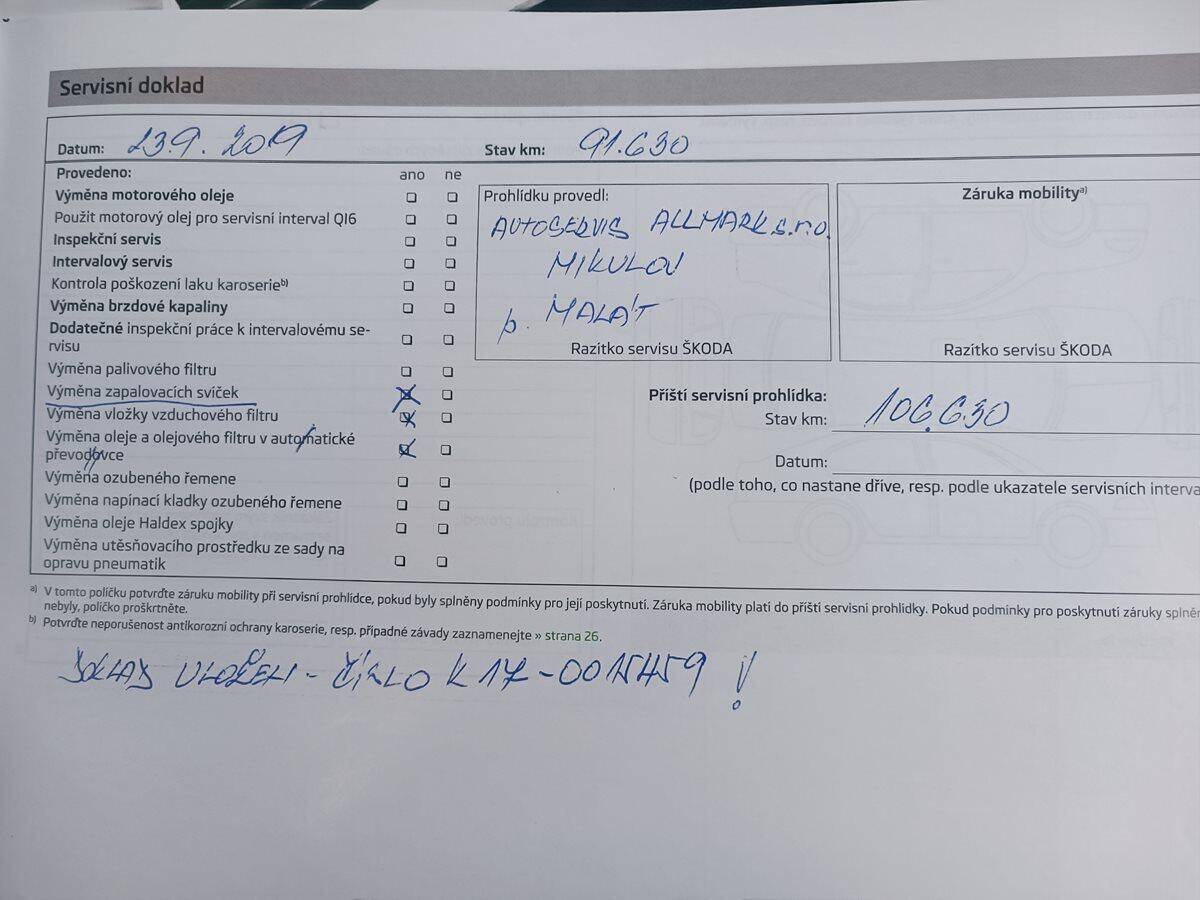 Servisní doklad
Datum: 23.9. 2019 Stav km: 91.630
Provedeno: ano ne
Výměna motorového oleje
Použit motorový olej pro servisní interval QI6
Inspekční servis
Intervalový servis
Kontrola poškození laku karoserie b)
Výměna brzdové kapaliny
Dodatečné inspekční práce k intervalovému se-
rvisu
Výměna palivového filtru
Výměna zapalovacích svíček
Výměna vložky vzduchového filtru
Výměna oleje a olejového filtru v automatické
převodovce
Výměna ozubeného řemene
Výměna napínací kladky ozubeného řemene
Výměna oleje Haldex spojky
Výměna utěsňovacího prostředku ze sady na
opravu pneumatik
Prohlídku provedl:
AUTOSERVIS ALLMARK s.r.o.
MIKULOV
p. MALÁT
Razítko servisu ŠKODA
Záruka mobility a)
Razítko servisu ŠKODA
Příští servisní prohlídka:
Stav km: 106.630
Datum:
(podle toho, co nastane dříve, resp. podle ukazatele servisních interva
a) V tomto políčku potvrďte záruku mobility při servisní prohlídce, pokud byly splněny podmínky pro její poskytnutí. Záruka mobility platí do příští servisní prohlídky. Pokud podmínky pro poskytnutí záruky splně
nebyly, políčko proškrtněte.
b) Potvrďte neporušenost antikorozní ochrany karoserie, resp. případné závady zaznamenejte » strana 26.
DOKLAD VLOŽEN - ČÍSLO K 17-0015459 !